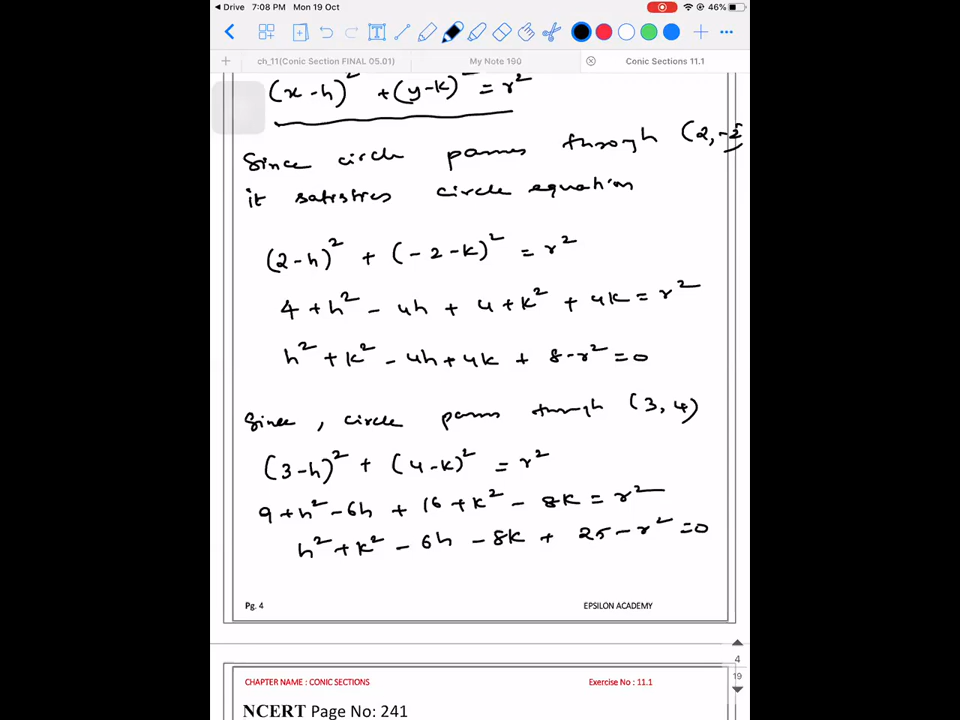 Drive 7:08 PM Mon 19 Oct 46%
ch_11(Conic Section FINAL 05.01) My Note 190 Conic Sections 11.1
(x-h)² + (y-k)² = r²
Since circle passes through (2,-2
it satisfies circle equation
(2-h)² + (-2-k)² = r²
4 + h² - 4h + 4 + k² + 4k = r²
h² + k² - 4h + 4k + 8 - r² = 0
Since, circle passes through (3,4)
(3-h)² + (4-k)² = r²
9 + h² - 6h + 16 + k² - 8k = r²
h² + k² - 6h - 8k + 25 - r² = 0
Pg. 4 EPSILON ACADEMY
4
19
CHAPTER NAME : CONIC SECTIONS Exercise No : 11.1
NCERT Page No: 241